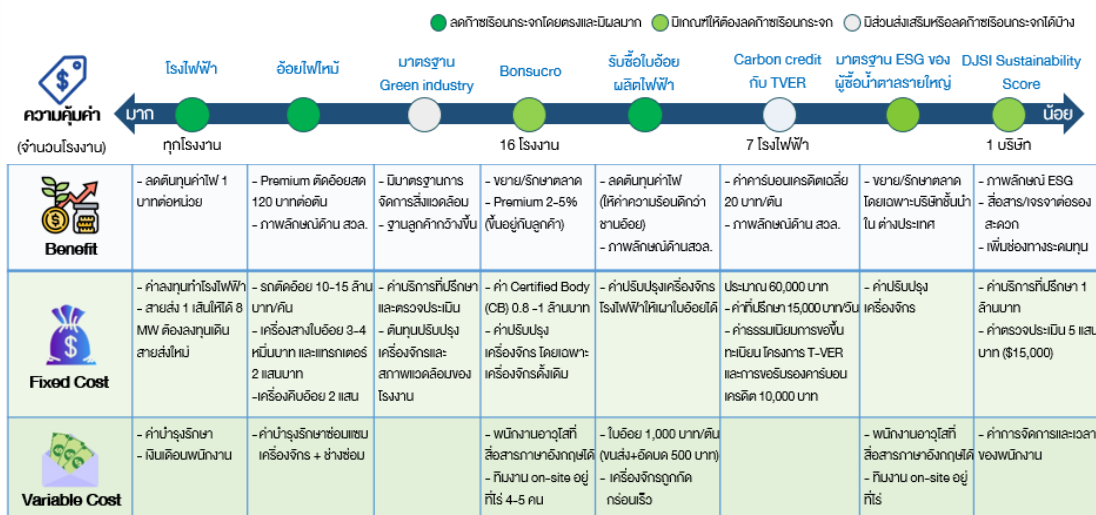 ลดก๊าซเรือนกระจกโดยตรงและมีผลมาก
มีเกณฑ์ให้ต้องลดก๊าซเรือนกระจก
มีส่วนส่งเสริมหรือลดก๊าซเรือนกระจกได้บ้าง
โรงไฟฟ้า
อ้อยไฟไหม้
มาตรฐาน
Green industry
Bonsucro
รับซื้อใบอ้อย
ผลิตไฟฟ้า
Carbon credit
กับ TVER
มาตรฐาน ESG ของ
ผู้ซื้อน้ำตาลรายใหญ่
DJSI Sustainability
Score
ความคุ้มค่า
(จำนวนโรงงาน)
มาก
น้อย
ทุกโรงงาน
16 โรงงาน
7 โรงไฟฟ้า
1 บริษัท
Benefit
- ลดต้นทุนค่าไฟ 1
บาทต่อหน่วย
- Premium ตัดอ้อยสด
120 บาทต่อตัน
- ภาพลักษณ์ด้าน สวล.
- มีมาตรฐานการ
จัดการสิ่งแวดล้อม
- ฐานลูกค้ากว้างขึ้น
- ขยาย/รักษาตลาด
- Premium 2-5%
(ขึ้นอยู่กับลูกค้า)
- ลดต้นทุนค่าไฟ
(ให้ค่าความร้อนดีกว่า
ชานอ้อย)
- ภาพลักษณ์ด้านสวล.
- ค่าคาร์บอนเครดิตเฉลี่ย
20 บาท/ตัน
- ภาพลักษณ์ด้าน สวล.
- ขยาย/รักษาตลาด
โดยเฉพาะบริษัทชั้นนำ
ใน ต่างประเทศ
- ภาพลักษณ์ ESG
- สื่อสาร/เจรจาต่อรอง
สะดวก
- เพิ่มช่องทางระดมทุน
Fixed Cost
- ค่าลงทุนทำโรงไฟฟ้า
- สายส่ง 1 เส้นให้ได้ 8
MW ต้องลงทุนเดิน
สายส่งใหม่
- รถตัดอ้อย 10-15 ล้าน
บาท/คัน
- เครื่องสางใบอ้อย 3-4
หมื่นบาท และแทรกเตอร์
2 แสนบาท
-เครื่องคีบอ้อย 2 แสน
- ค่าบริการที่ปรึกษา
และตรวจประเมิน
- ต้นทุนปรับปรุง
เครื่องจักรและ
สภาพแวดล้อมของ
โรงงาน
- ค่า Certified Body
(CB) 0.8 -1 ล้านบาท
- ค่าปรับปรุง
เครื่องจักร โดยเฉพาะ
เครื่องจักรดั้งเดิม
- ค่าปรับปรุงเครื่องจักร
โรงไฟฟ้าให้เผาใบอ้อยได้
ประมาณ 60,000 บาท
- ค่าที่ปรึกษา 15,000 บาท/วัน
- ค่าธรรมเนียมการขอขึ้น
ทะเบียน โครงการ T-VER
และการขอรับรองคาร์บอน
เครดิต 10,000 บาท
- ค่าปรับปรุง
เครื่องจักร
- ค่าบริการที่ปรึกษา 1
ล้านบาท
- ค่าตรวจประเมิน 5 แสน
บาท ($15,000)
Variable Cost
- ค่าบำรุงรักษา
- เงินเดือนพนักงาน
- ค่าบำรุงรักษาซ่อมแซม
เครื่องจักร + ช่างซ่อม
- พนักงานอาวุโสที่
สื่อสารภาษาอังกฤษได้
- ทีมงาน on-site อยู่
ที่ไร่ 4-5 คน
- ใบอ้อย 1,000 บาท/ตัน
(ขนส่ง+อัดบด 500 บาท)
- เครื่องจักรถูกกัด
กร่อนเร็ว
- พนักงานอาวุโสที่
สื่อสารภาษาอังกฤษได้
- ทีมงาน on-site อยู่
ที่ไร่
- ค่าการจัดการและเวลา
ของพนักงาน